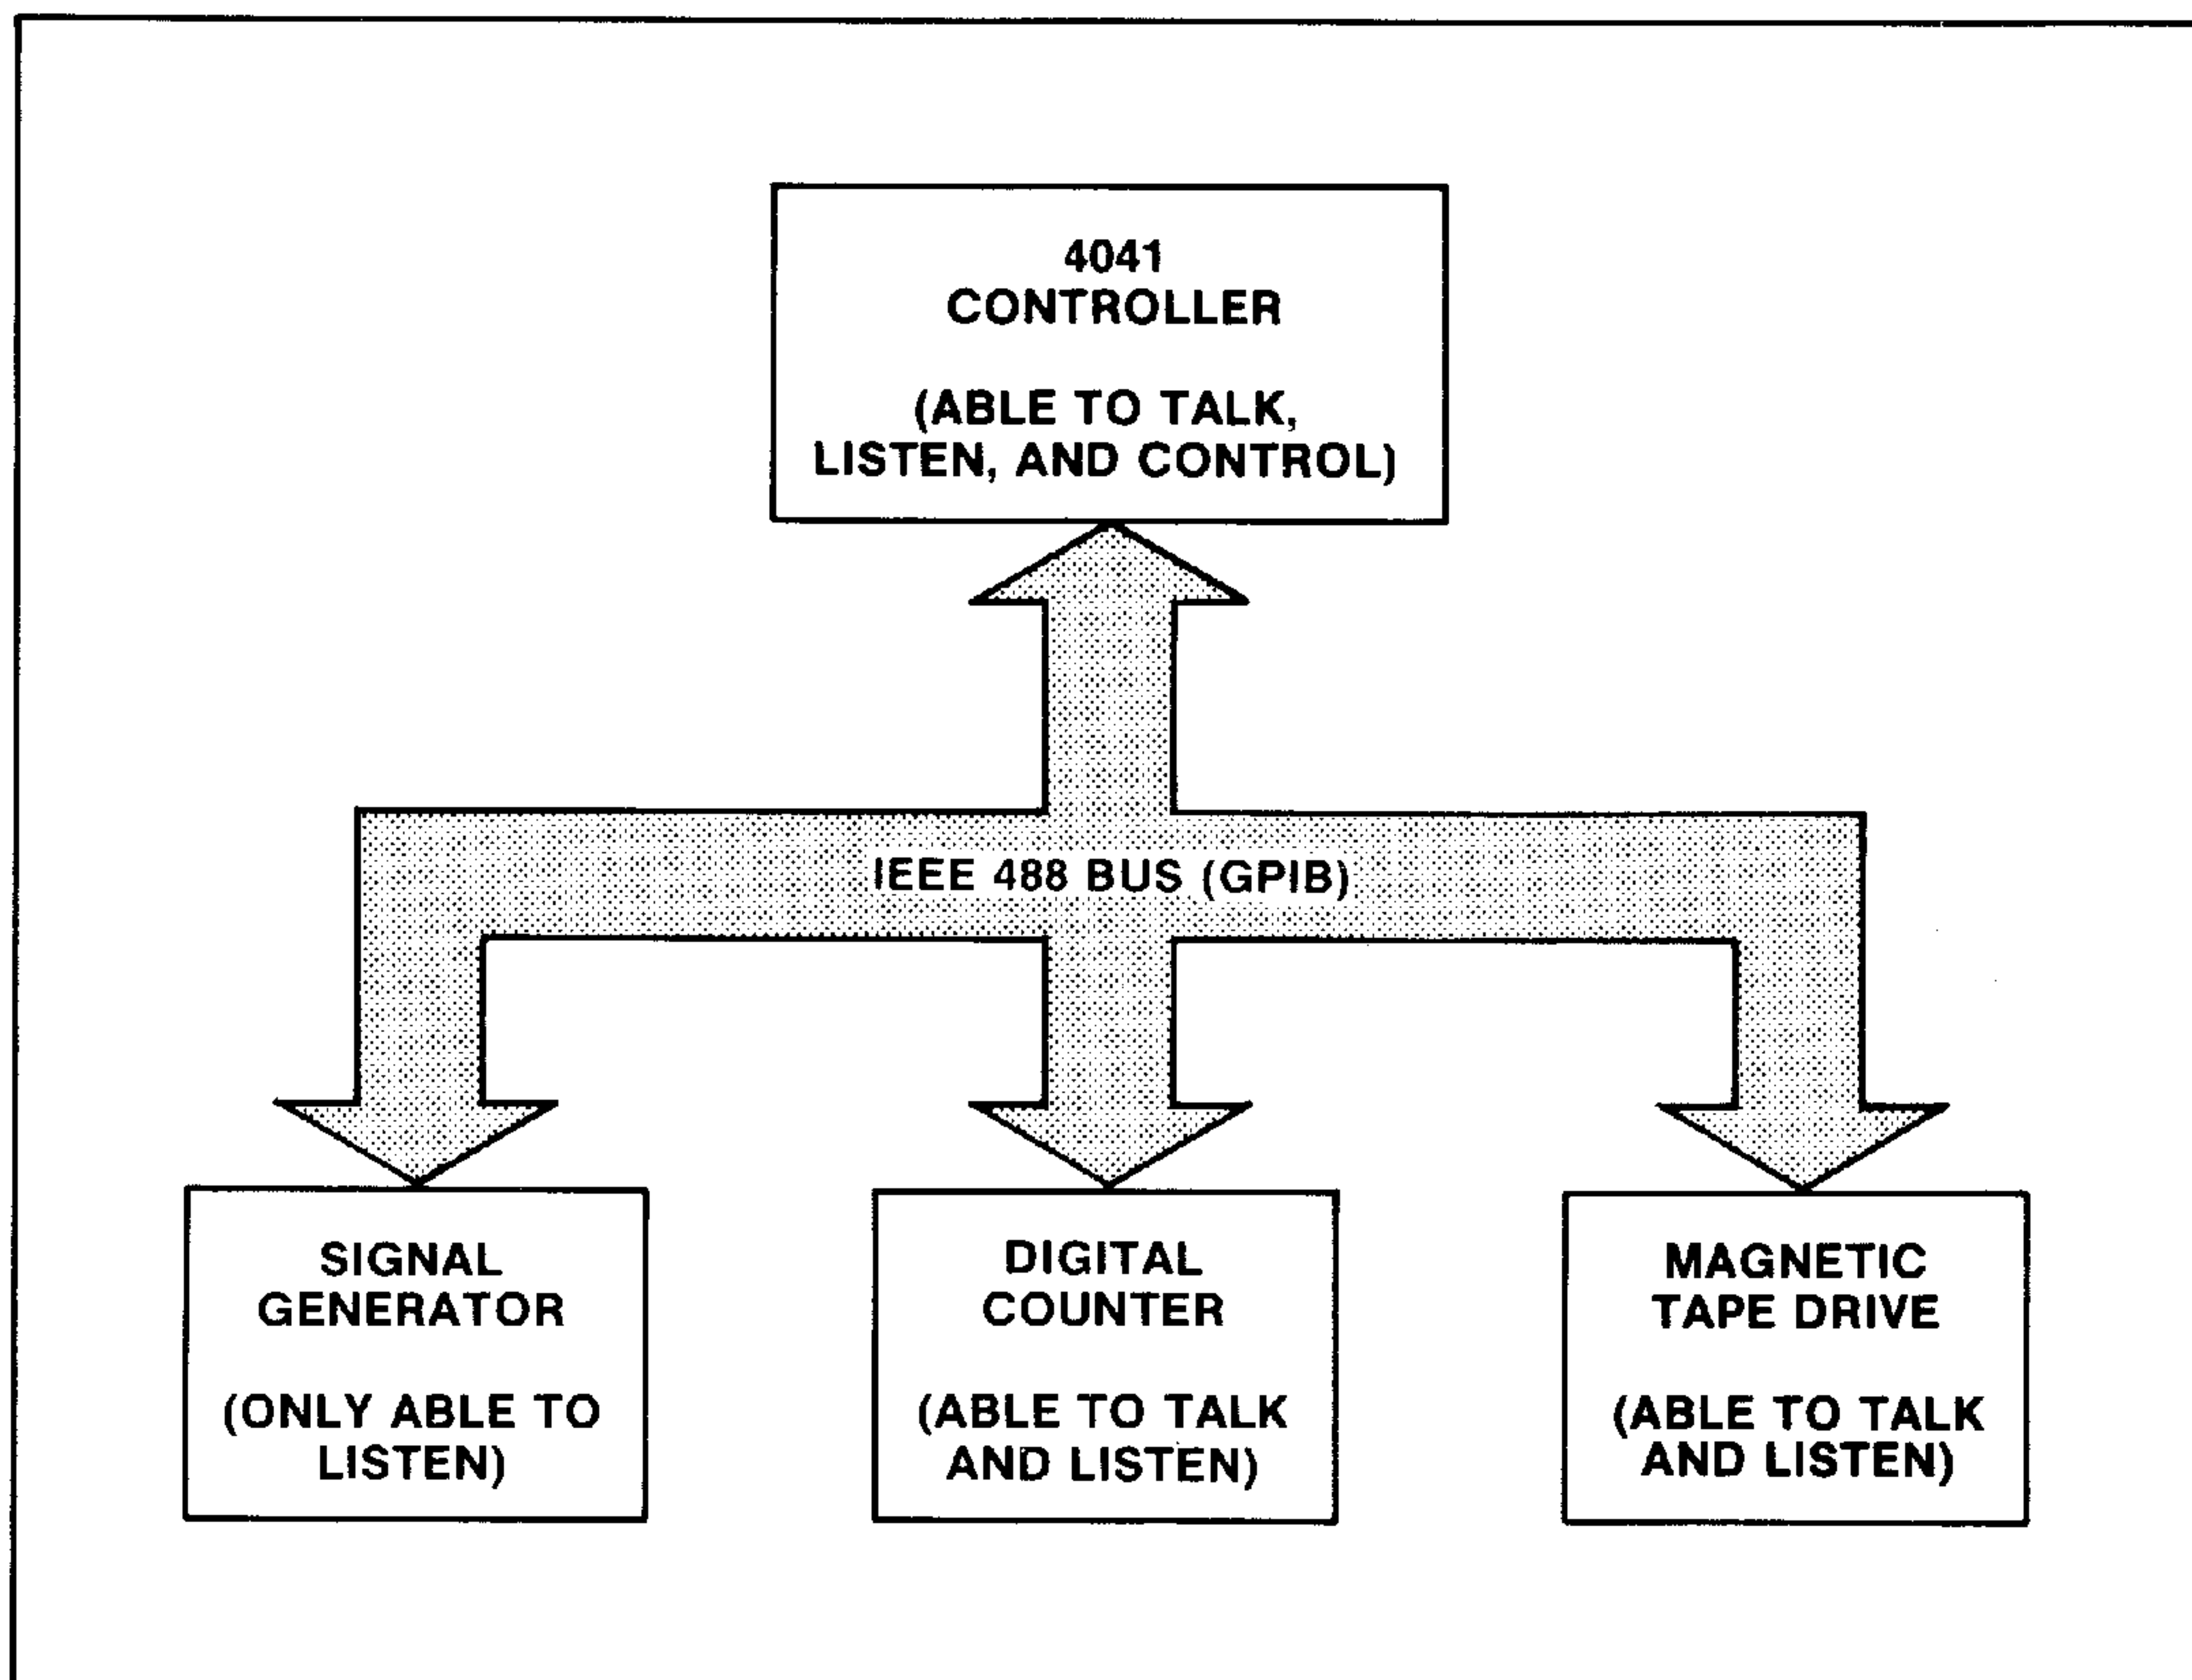 4041
CONTROLLER
(ABLE TO TALK,
LISTEN, AND CONTROL)
IEEE 488 BUS (GPIB)
SIGNAL
GENERATOR
(ONLY ABLE TO
LISTEN)
DIGITAL
COUNTER
(ABLE TO TALK
AND LISTEN)
MAGNETIC
TAPE DRIVE
(ABLE TO TALK
AND LISTEN)